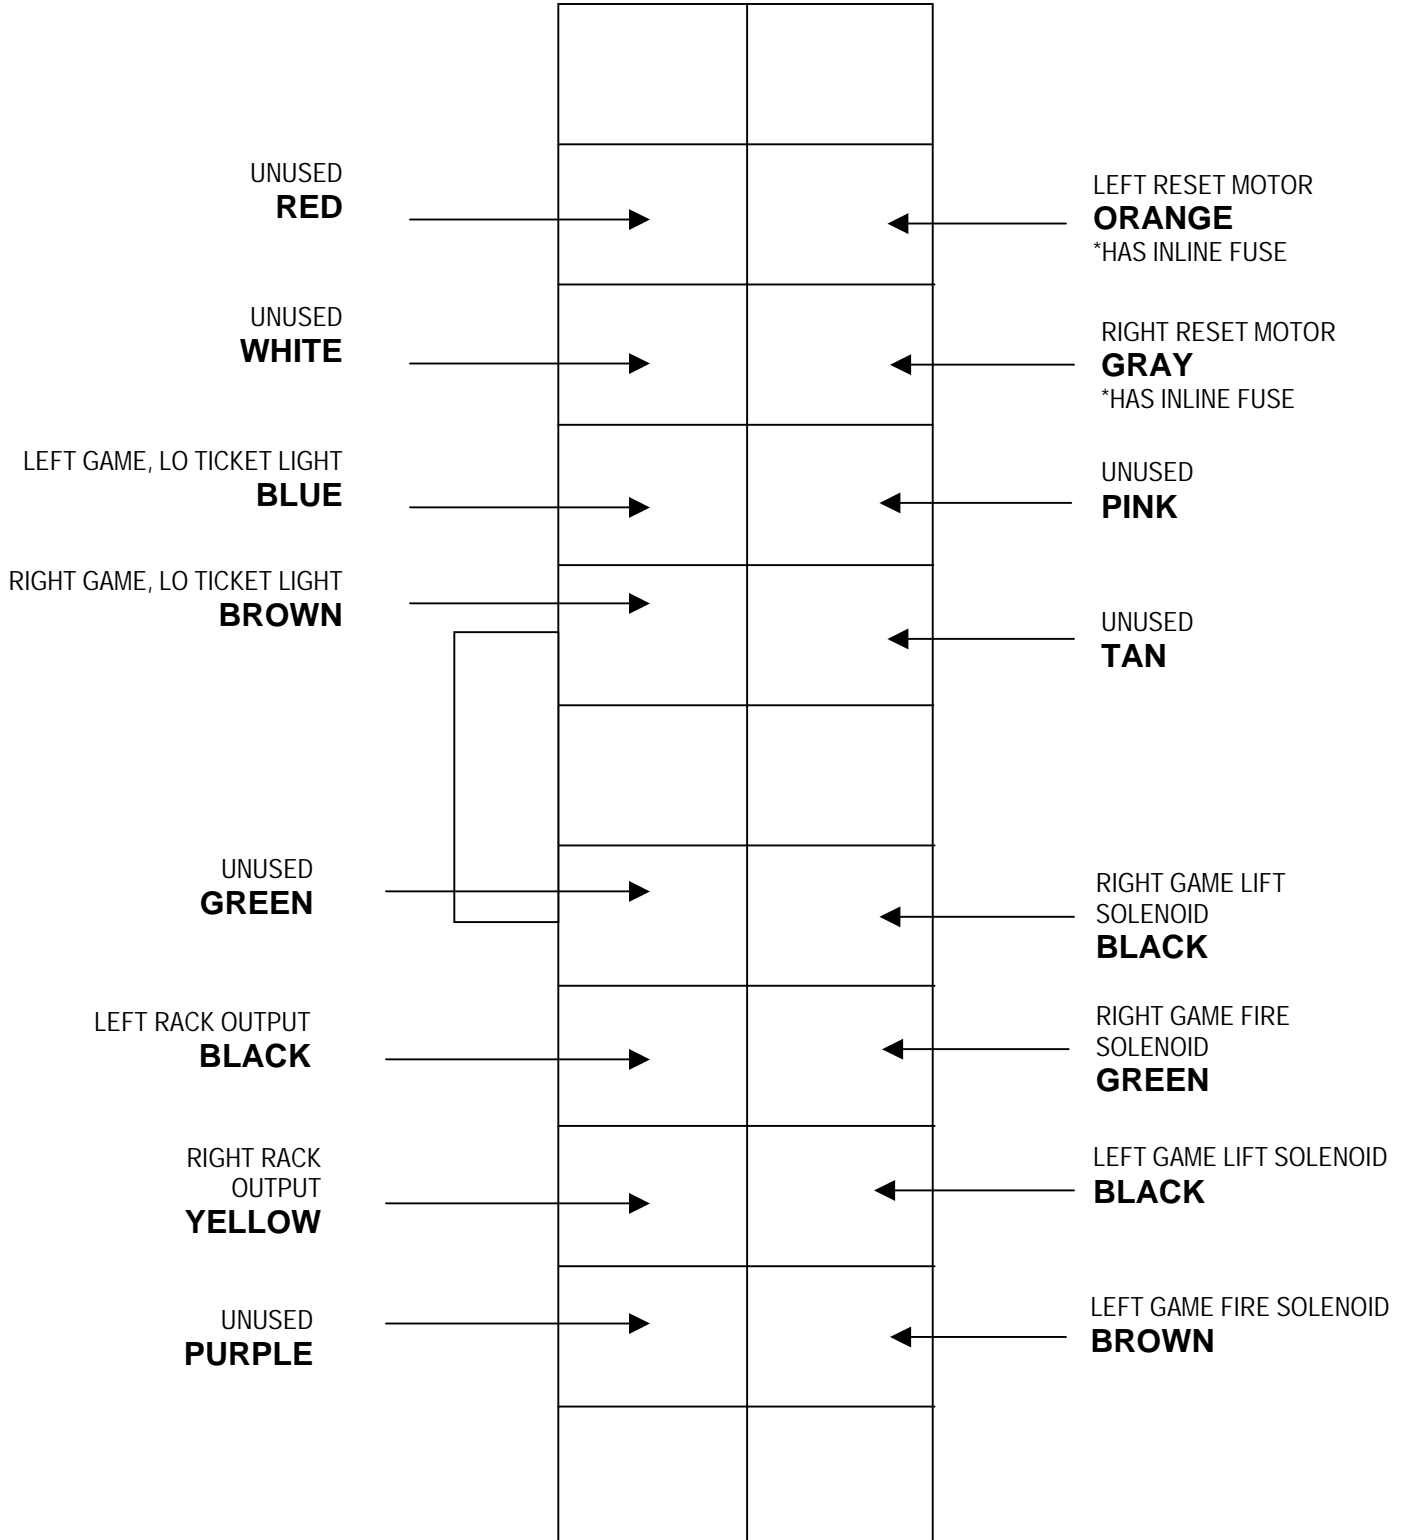 UNUSED
RED
UNUSED
WHITE
LEFT GAME, LO TICKET LIGHT
BLUE
RIGHT GAME, LO TICKET LIGHT
BROWN
UNUSED
GREEN
LEFT RACK OUTPUT
BLACK
RIGHT RACK
OUTPUT
YELLOW
UNUSED
PURPLE
LEFT RESET MOTOR
ORANGE
*HAS INLINE FUSE
RIGHT RESET MOTOR
GRAY
*HAS INLINE FUSE
UNUSED
PINK
UNUSED
TAN
RIGHT GAME LIFT
SOLENOID
BLACK
RIGHT GAME FIRE
SOLENOID
GREEN
LEFT GAME LIFT SOLENOID
BLACK
LEFT GAME FIRE SOLENOID
BROWN